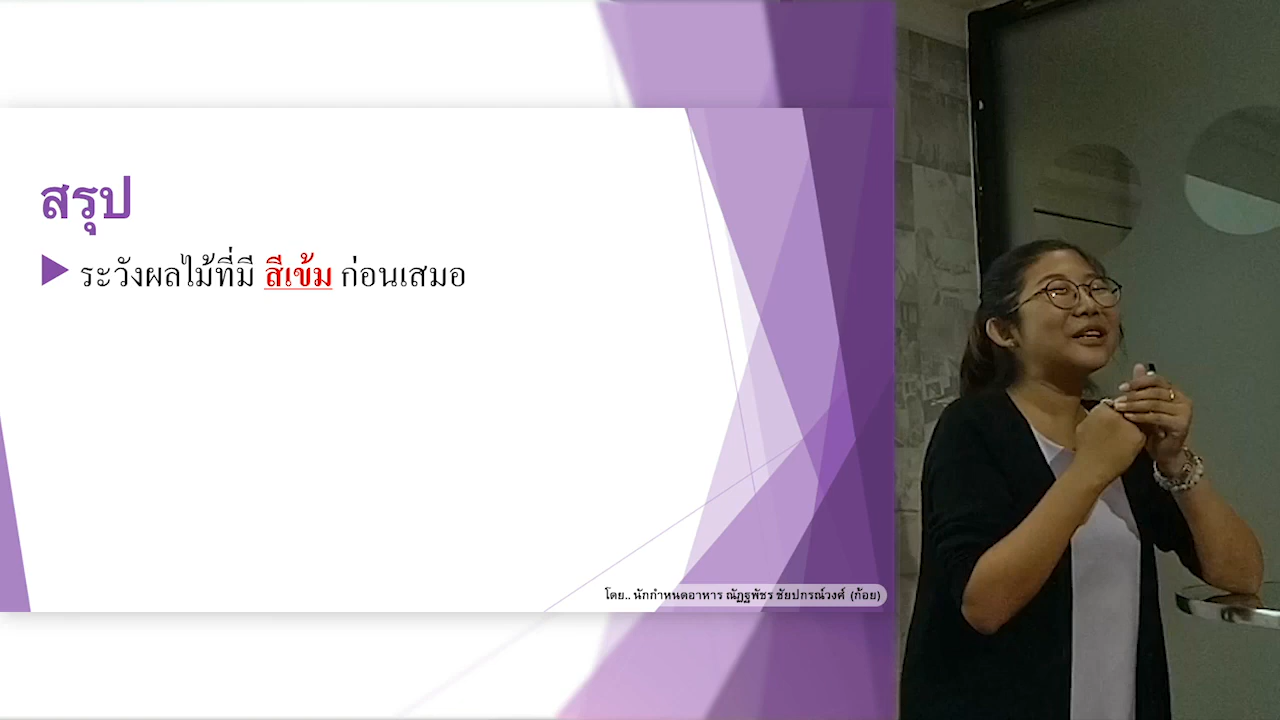 สรุป
ระวังผลไม้ที่มี สีเข้ม ก่อนเสมอ
โดย.. นักกำหนดอาหาร ณัฏฐพัชร ชัยปกรณ์วงศ์ (ก้อย)